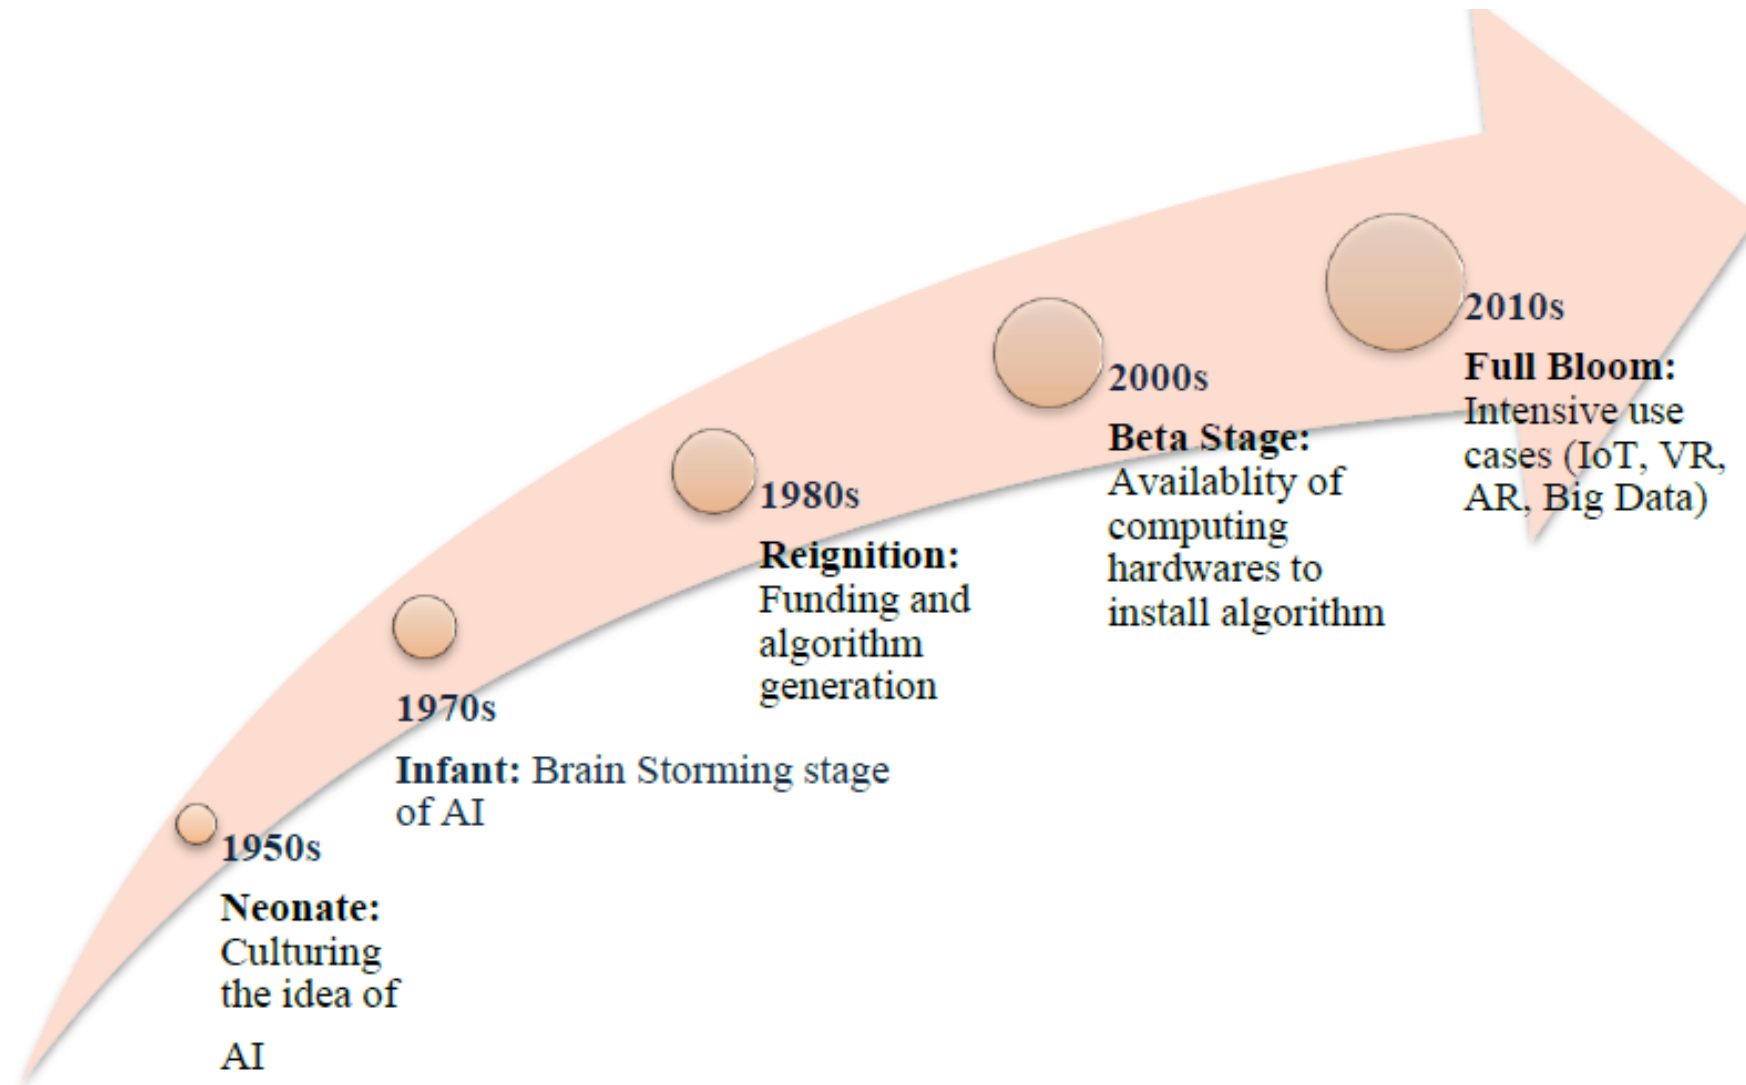 1950s
Neonate:
Culturing
the idea of
AI
1970s
Infant: Brain Storming stage
of AI
1980s
Reignition:
Funding and
algorithm
generation
2000s
Beta Stage:
Availablity of
computing
hardwares to
install algorithm
2010s
Full Bloom:
Intensive use
cases (IoT, VR,
AR, Big Data)